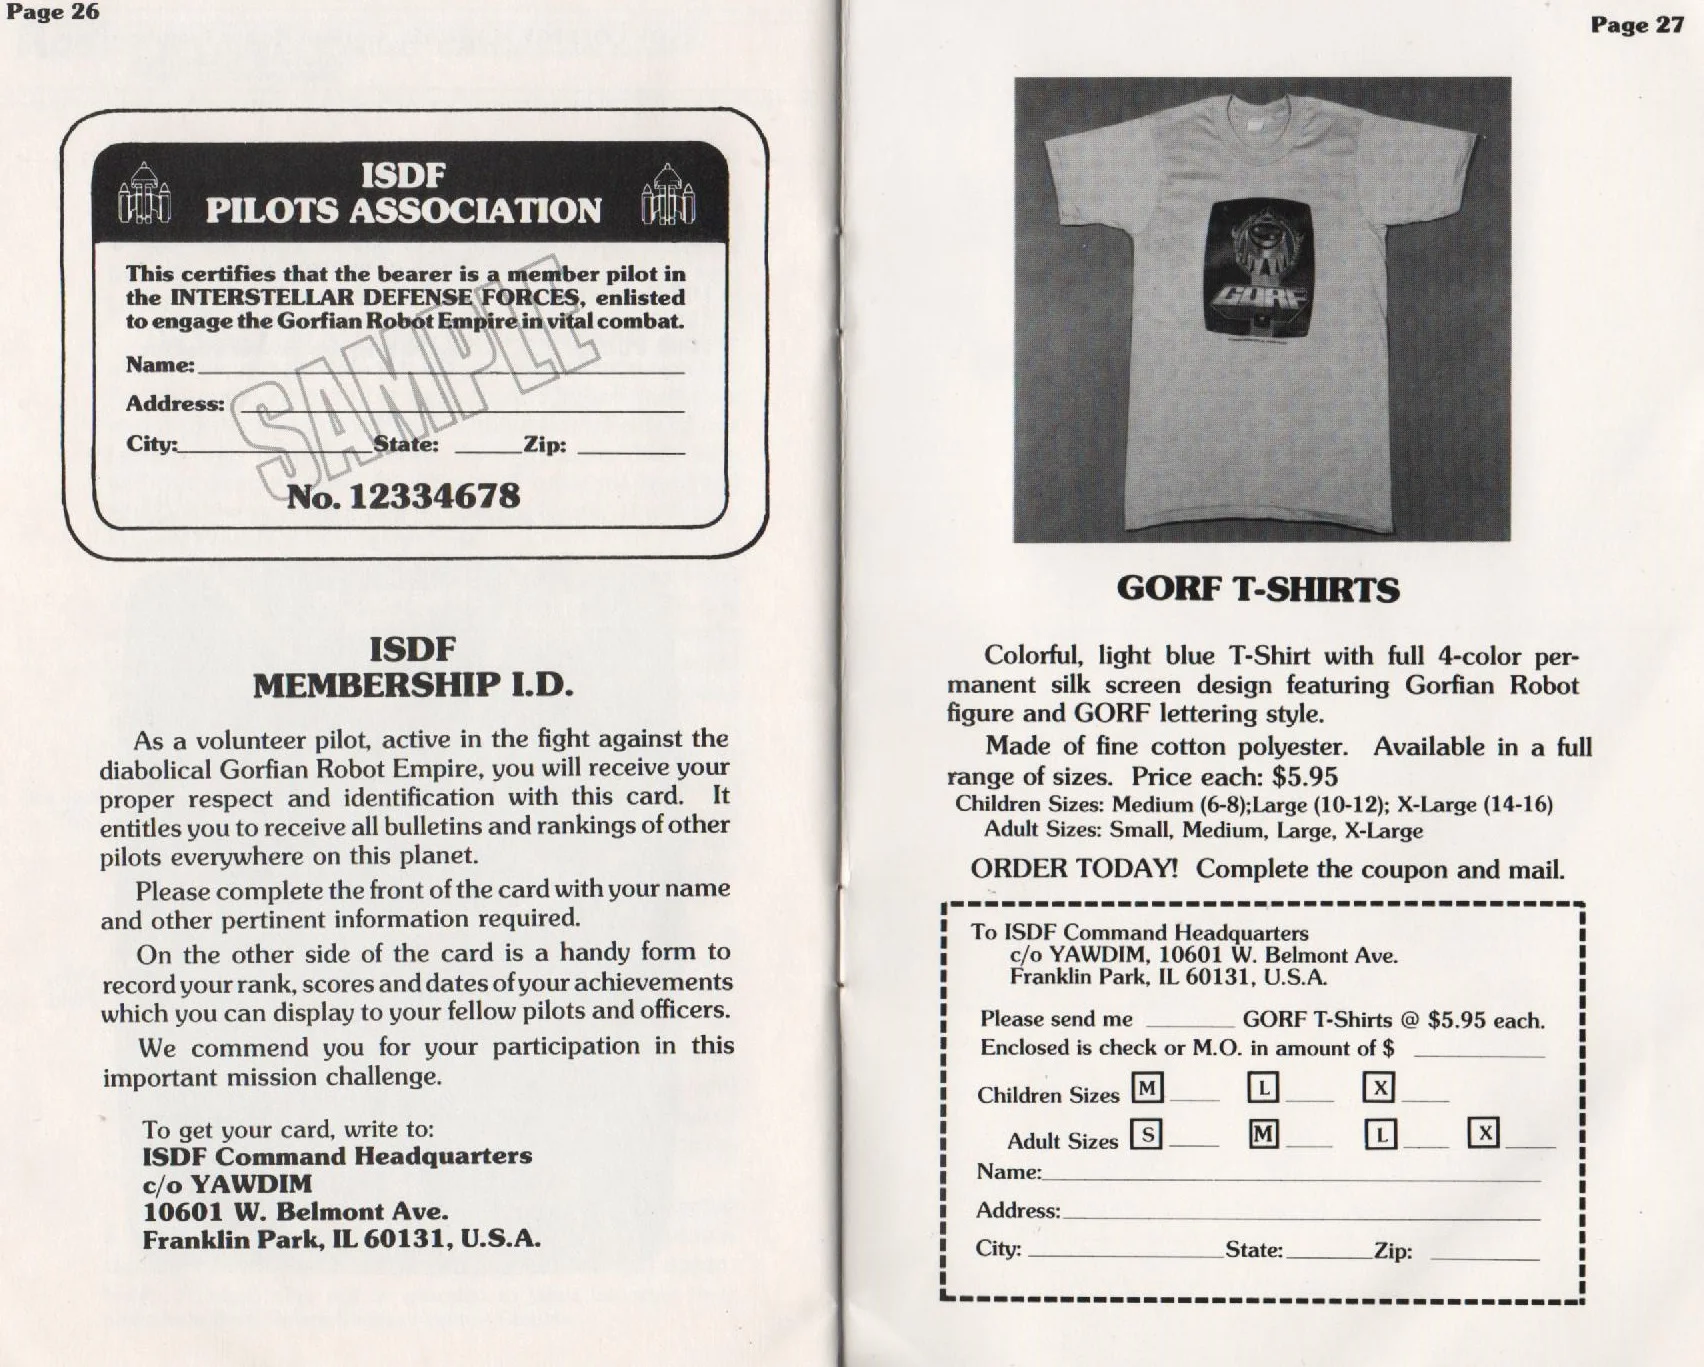 Page 26
ISDF
PILOTS ASSOCIATION
This certifies that the bearer is a member pilot in
the INTERSTELLAR DEFENSE FORCES, enlisted
to engage the Gorfian Robot Empire in vital combat.
Name:
Address:
City: State: Zip:
SAMPLE
No. 12334678
ISDF
MEMBERSHIP I.D.
As a volunteer pilot, active in the fight against the
diabolical Gorfian Robot Empire, you will receive your
proper respect and identification with this card. It
entitles you to receive all bulletins and rankings of other
pilots everywhere on this planet.
Please complete the front of the card with your name
and other pertinent information required.
On the other side of the card is a handy form to
record your rank, scores and dates of your achievements
which you can display to your fellow pilots and officers.
We commend you for your participation in this
important mission challenge.
To get your card, write to:
ISDF Command Headquarters
c/o YAWDIM
10601 W. Belmont Ave.
Franklin Park, IL 60131, U.S.A.
Page 27
GORF
GORF T-SHIRTS
Colorful, light blue T-Shirt with full 4-color per-
manent silk screen design featuring Gorfian Robot
figure and GORF lettering style.
Made of fine cotton polyester. Available in a full
range of sizes. Price each: $5.95
Children Sizes: Medium (6-8);Large (10-12); X-Large (14-16)
Adult Sizes: Small, Medium, Large, X-Large
ORDER TODAY! Complete the coupon and mail.
To ISDF Command Headquarters
c/o YAWDIM, 10601 W. Belmont Ave.
Franklin Park, IL 60131, U.S.A.
Please send me ______ GORF T-Shirts @ $5.95 each.
Enclosed is check or M.O. in amount of $
Children Sizes M L X
Adult Sizes S M L X
Name:
Address:
City: State: Zip: